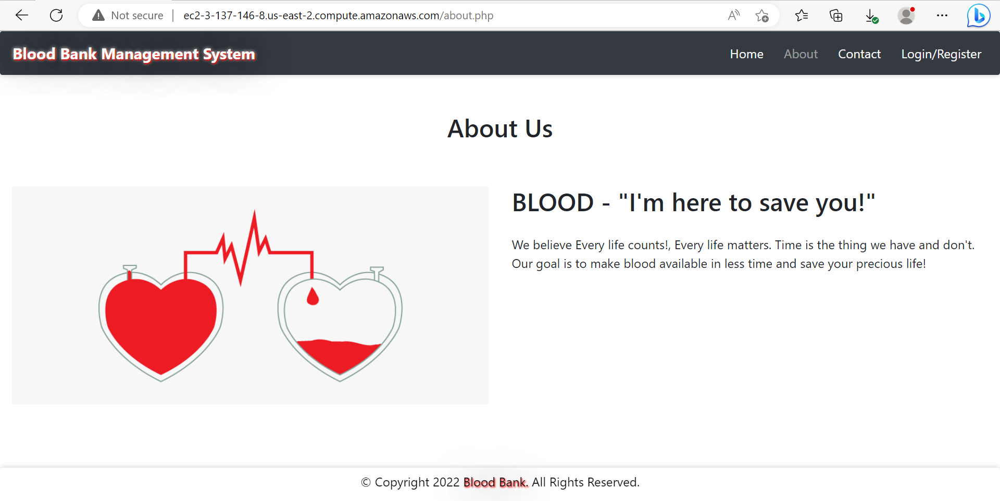 Not secure | ec2-3-137-146-8.us-east-2.compute.amazonaws.com/about.php
Blood Bank Management System
Home About Contact Login/Register
About Us
BLOOD - "I'm here to save you!"
We believe Every life counts!, Every life matters. Time is the thing we have and don't.
Our goal is to make blood available in less time and save your precious life!
© Copyright 2022 Blood Bank. All Rights Reserved.